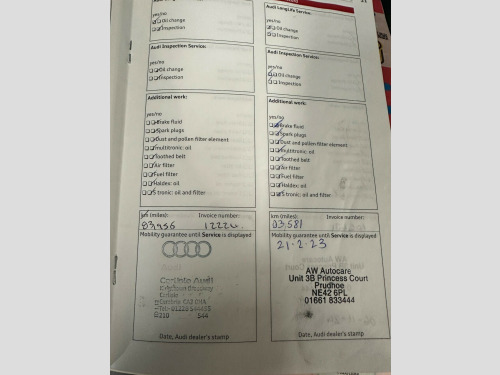 yes/no
Oil change
Inspection
Audi Inspection Service:
yes/no
Oil change
Inspection
Additional work:
yes/no
Brake fluid
Spark plugs
Dust and pollen filter element
multitronic: oil
Toothed belt
Air filter
Fuel filter
Haldex: oil
S tronic: oil and filter
km (miles): Invoice number:
83956
Mobility guarantee until Service is displayed
Carlisle Audi
Carlisle
Date, Audi dealer's stamp
Audi LongLife Service:
yes/no
Oil change
Inspection
Audi Inspection Service:
yes/no
Oil change
Inspection
Additional work:
yes/no
Brake fluid
Spark plugs
Dust and pollen filter element
multitronic: oil
Toothed belt
Air filter
Fuel filter
Haldex: oil
S tronic: oil and filter
km (miles): Invoice number:
Mobility guarantee until Service is displayed
21-2-23
AW Autocare
Unit 3B Princess Court
Prudhoe
NE42 6PL
01661 833444
Date, Audi dealer's stamp